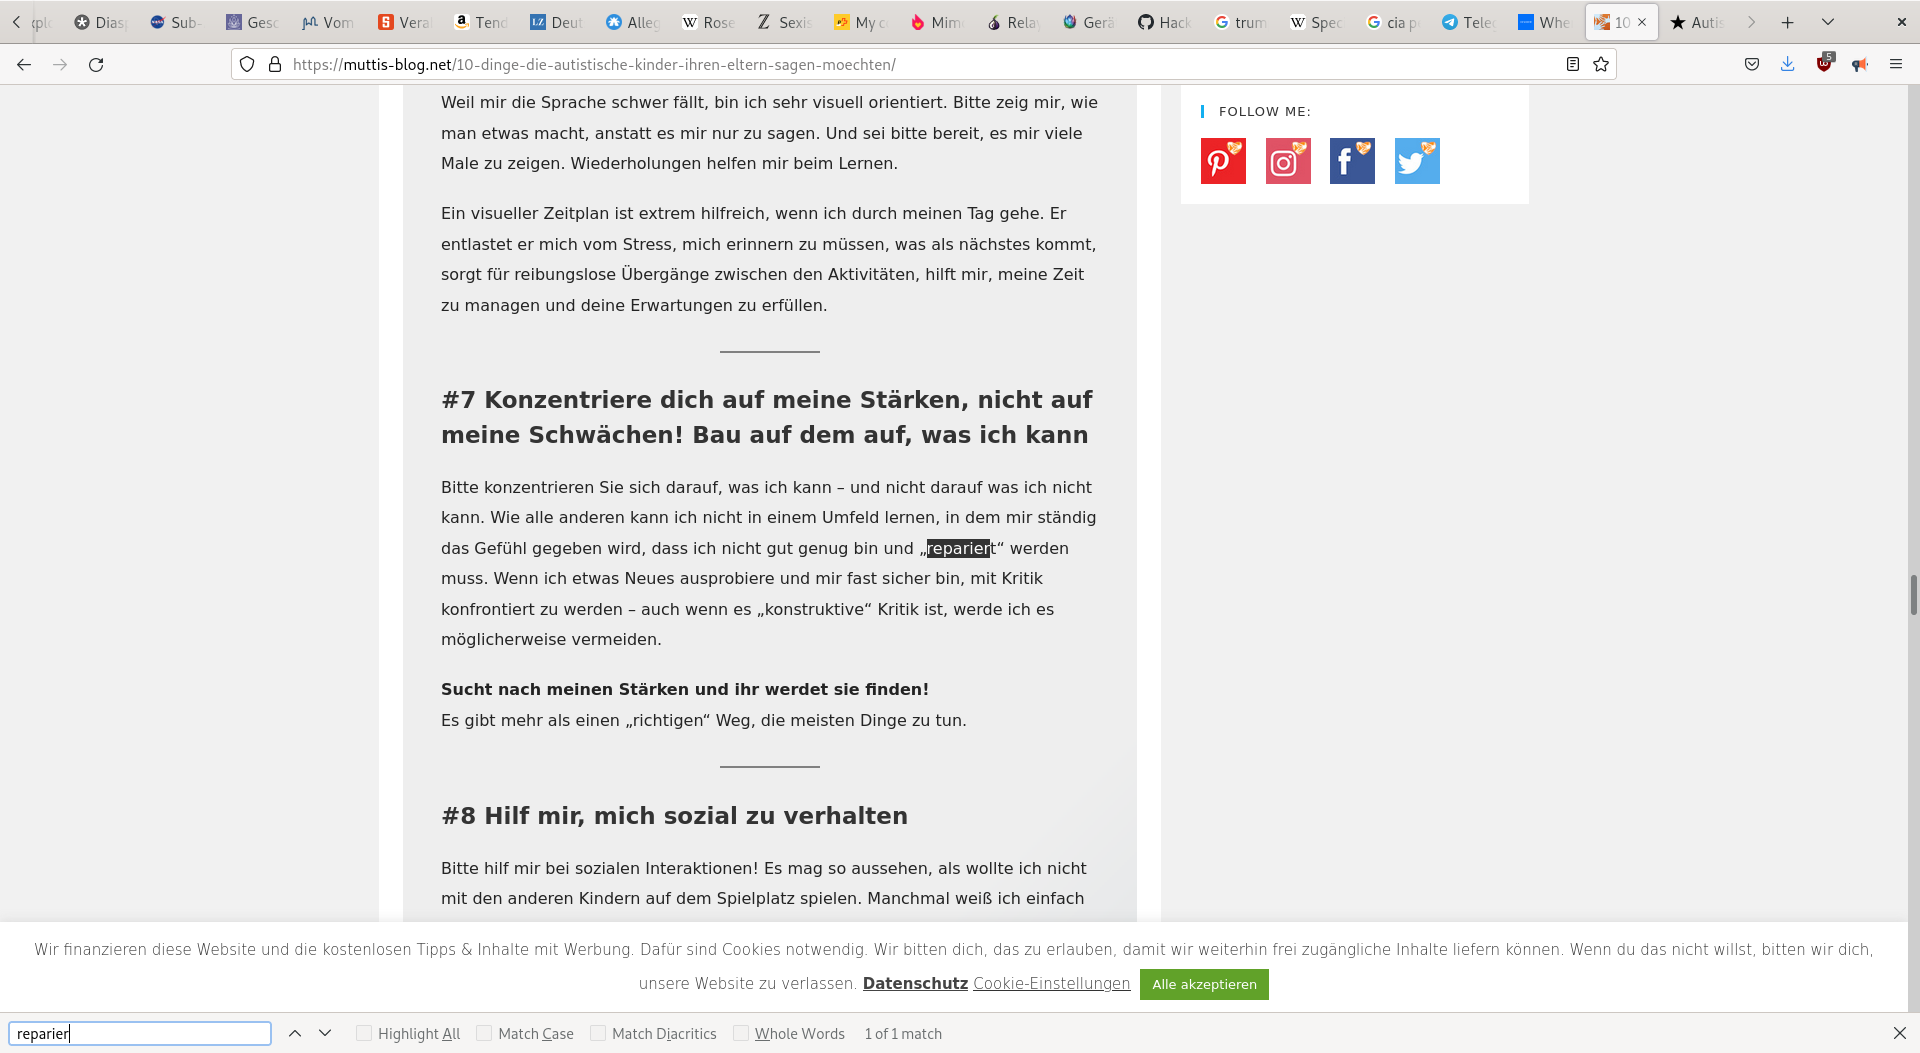 Dias
Sub-
Gesc
Vom
Vera
Tend
Deut
Alleg
Rose
Sexis
My c
Mim
Rela
Gerä
Hack
trum
Spec
cia p
Tele
Whe
10
Autis
https://muttis-blog.net/10-dinge-die-autistische-kinder-ihren-eltern-sagen-moechten/
5
Weil mir die Sprache schwer fällt, bin ich sehr visuell orientiert. Bitte zeig mir, wie
man etwas macht, anstatt es mir nur zu sagen. Und sei bitte bereit, es mir viele
Male zu zeigen. Wiederholungen helfen mir beim Lernen.
Ein visueller Zeitplan ist extrem hilfreich, wenn ich durch meinen Tag gehe. Er
entlastet er mich vom Stress, mich erinnern zu müssen, was als nächstes kommt,
sorgt für reibungslose Übergänge zwischen den Aktivitäten, hilft mir, meine Zeit
zu managen und deine Erwartungen zu erfüllen.
#7 Konzentriere dich auf meine Stärken, nicht auf
meine Schwächen! Bau auf dem auf, was ich kann
Bitte konzentrieren Sie sich darauf, was ich kann – und nicht darauf was ich nicht
kann. Wie alle anderen kann ich nicht in einem Umfeld lernen, in dem mir ständig
das Gefühl gegeben wird, dass ich nicht gut genug bin und „repariert“ werden
muss. Wenn ich etwas Neues ausprobiere und mir fast sicher bin, mit Kritik
konfrontiert zu werden – auch wenn es „konstruktive“ Kritik ist, werde ich es
möglicherweise vermeiden.
Sucht nach meinen Stärken und ihr werdet sie finden!
Es gibt mehr als einen „richtigen“ Weg, die meisten Dinge zu tun.
#8 Hilf mir, mich sozial zu verhalten
Bitte hilf mir bei sozialen Interaktionen! Es mag so aussehen, als wollte ich nicht
mit den anderen Kindern auf dem Spielplatz spielen. Manchmal weiß ich einfach
FOLLOW ME:
Wir finanzieren diese Website und die kostenlosen Tipps & Inhalte mit Werbung. Dafür sind Cookies notwendig. Wir bitten dich, das zu erlauben, damit wir weiterhin frei zugängliche Inhalte liefern können. Wenn du das nicht willst, bitten wir dich,
unsere Website zu verlassen. Datenschutz Cookie-Einstellungen Alle akzeptieren
reparier
Highlight All
Match Case
Match Diacritics
Whole Words
1 of 1 match